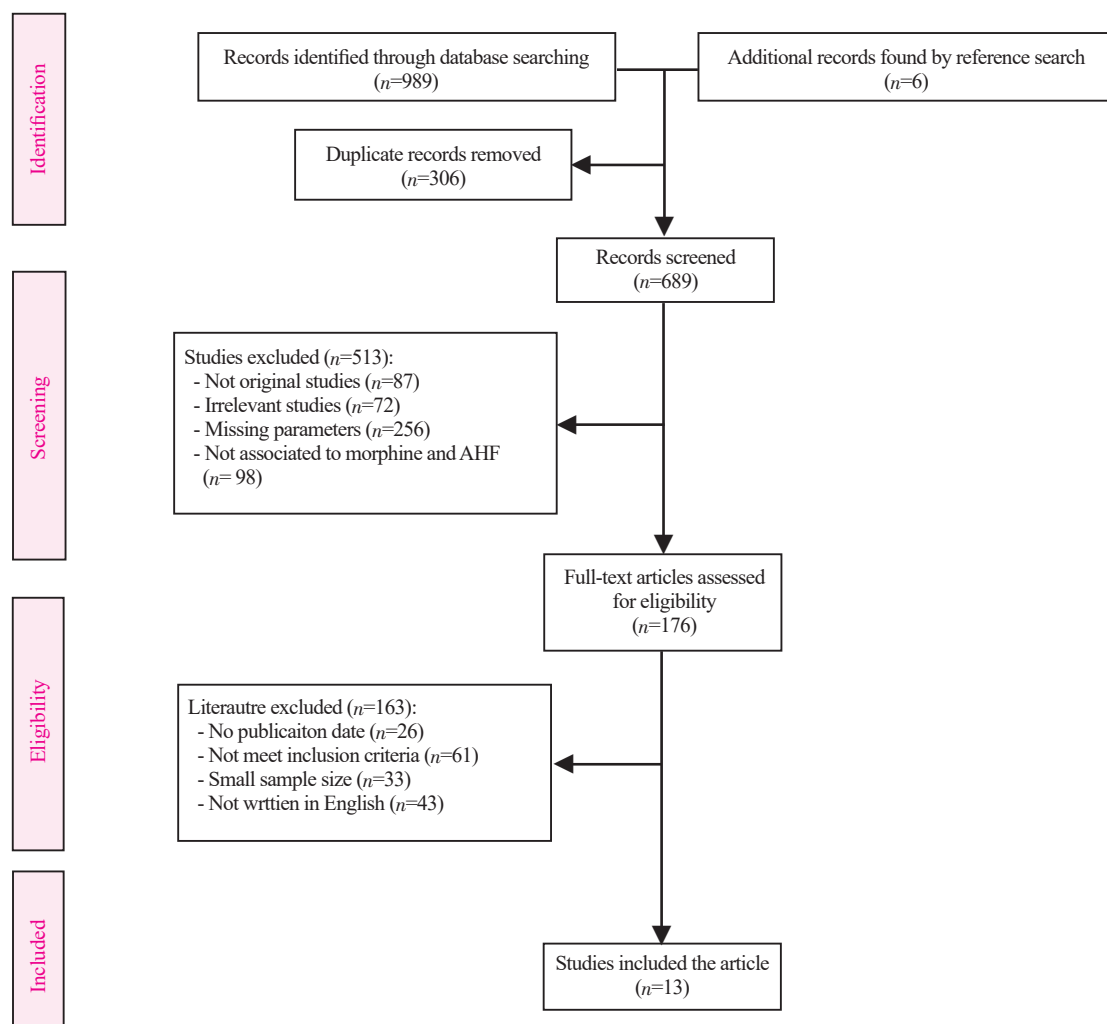 Identification
Records identified through database searching
(n=989)
Additional records found by reference search
(n=6)
Duplicate records removed
(n=306)
Records screened
(n=689)
Screening
Studies excluded (n=513):
- Not original studies (n=87)
- Irrelevant studies (n=72)
- Missing parameters (n=256)
- Not associated to morphine and AHF
(n= 98)
Full-text articles assessed
for eligibility
(n=176)
Eligibility
Literautre excluded (n=163):
- No publicaiton date (n=26)
- Not meet inclusion criteria (n=61)
- Small sample size (n=33)
- Not wrttien in English (n=43)
Included
Studies included the article
(n=13)